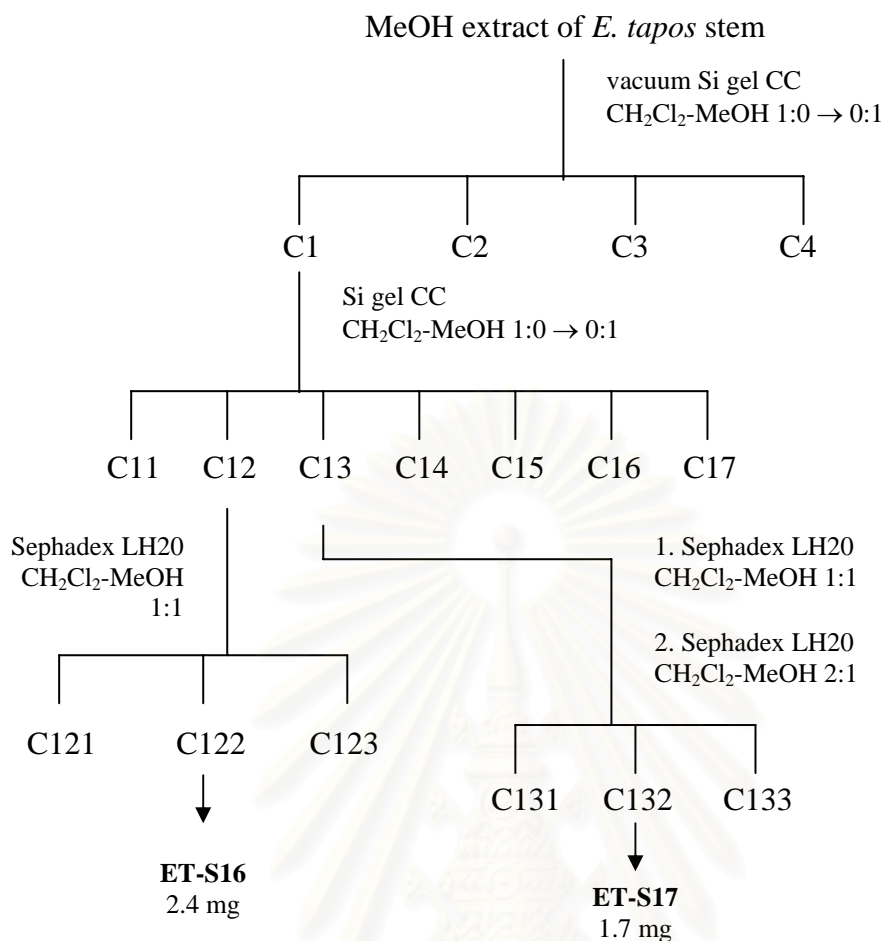 MeOH extract of E. tapos stem
vacuum Si gel CC
CH₂Cl₂-MeOH 1:0 → 0:1
C1 C2 C3 C4
Si gel CC
CH₂Cl₂-MeOH 1:0 → 0:1
C11 C12 C13 C14 C15 C16 C17
Sephadex LH20
CH₂Cl₂-MeOH
1:1
1. Sephadex LH20
CH₂Cl₂-MeOH 1:1
2. Sephadex LH20
CH₂Cl₂-MeOH 2:1
C121 C122 C123
C131 C132 C133
ET-S16
2.4 mg
ET-S17
1.7 mg